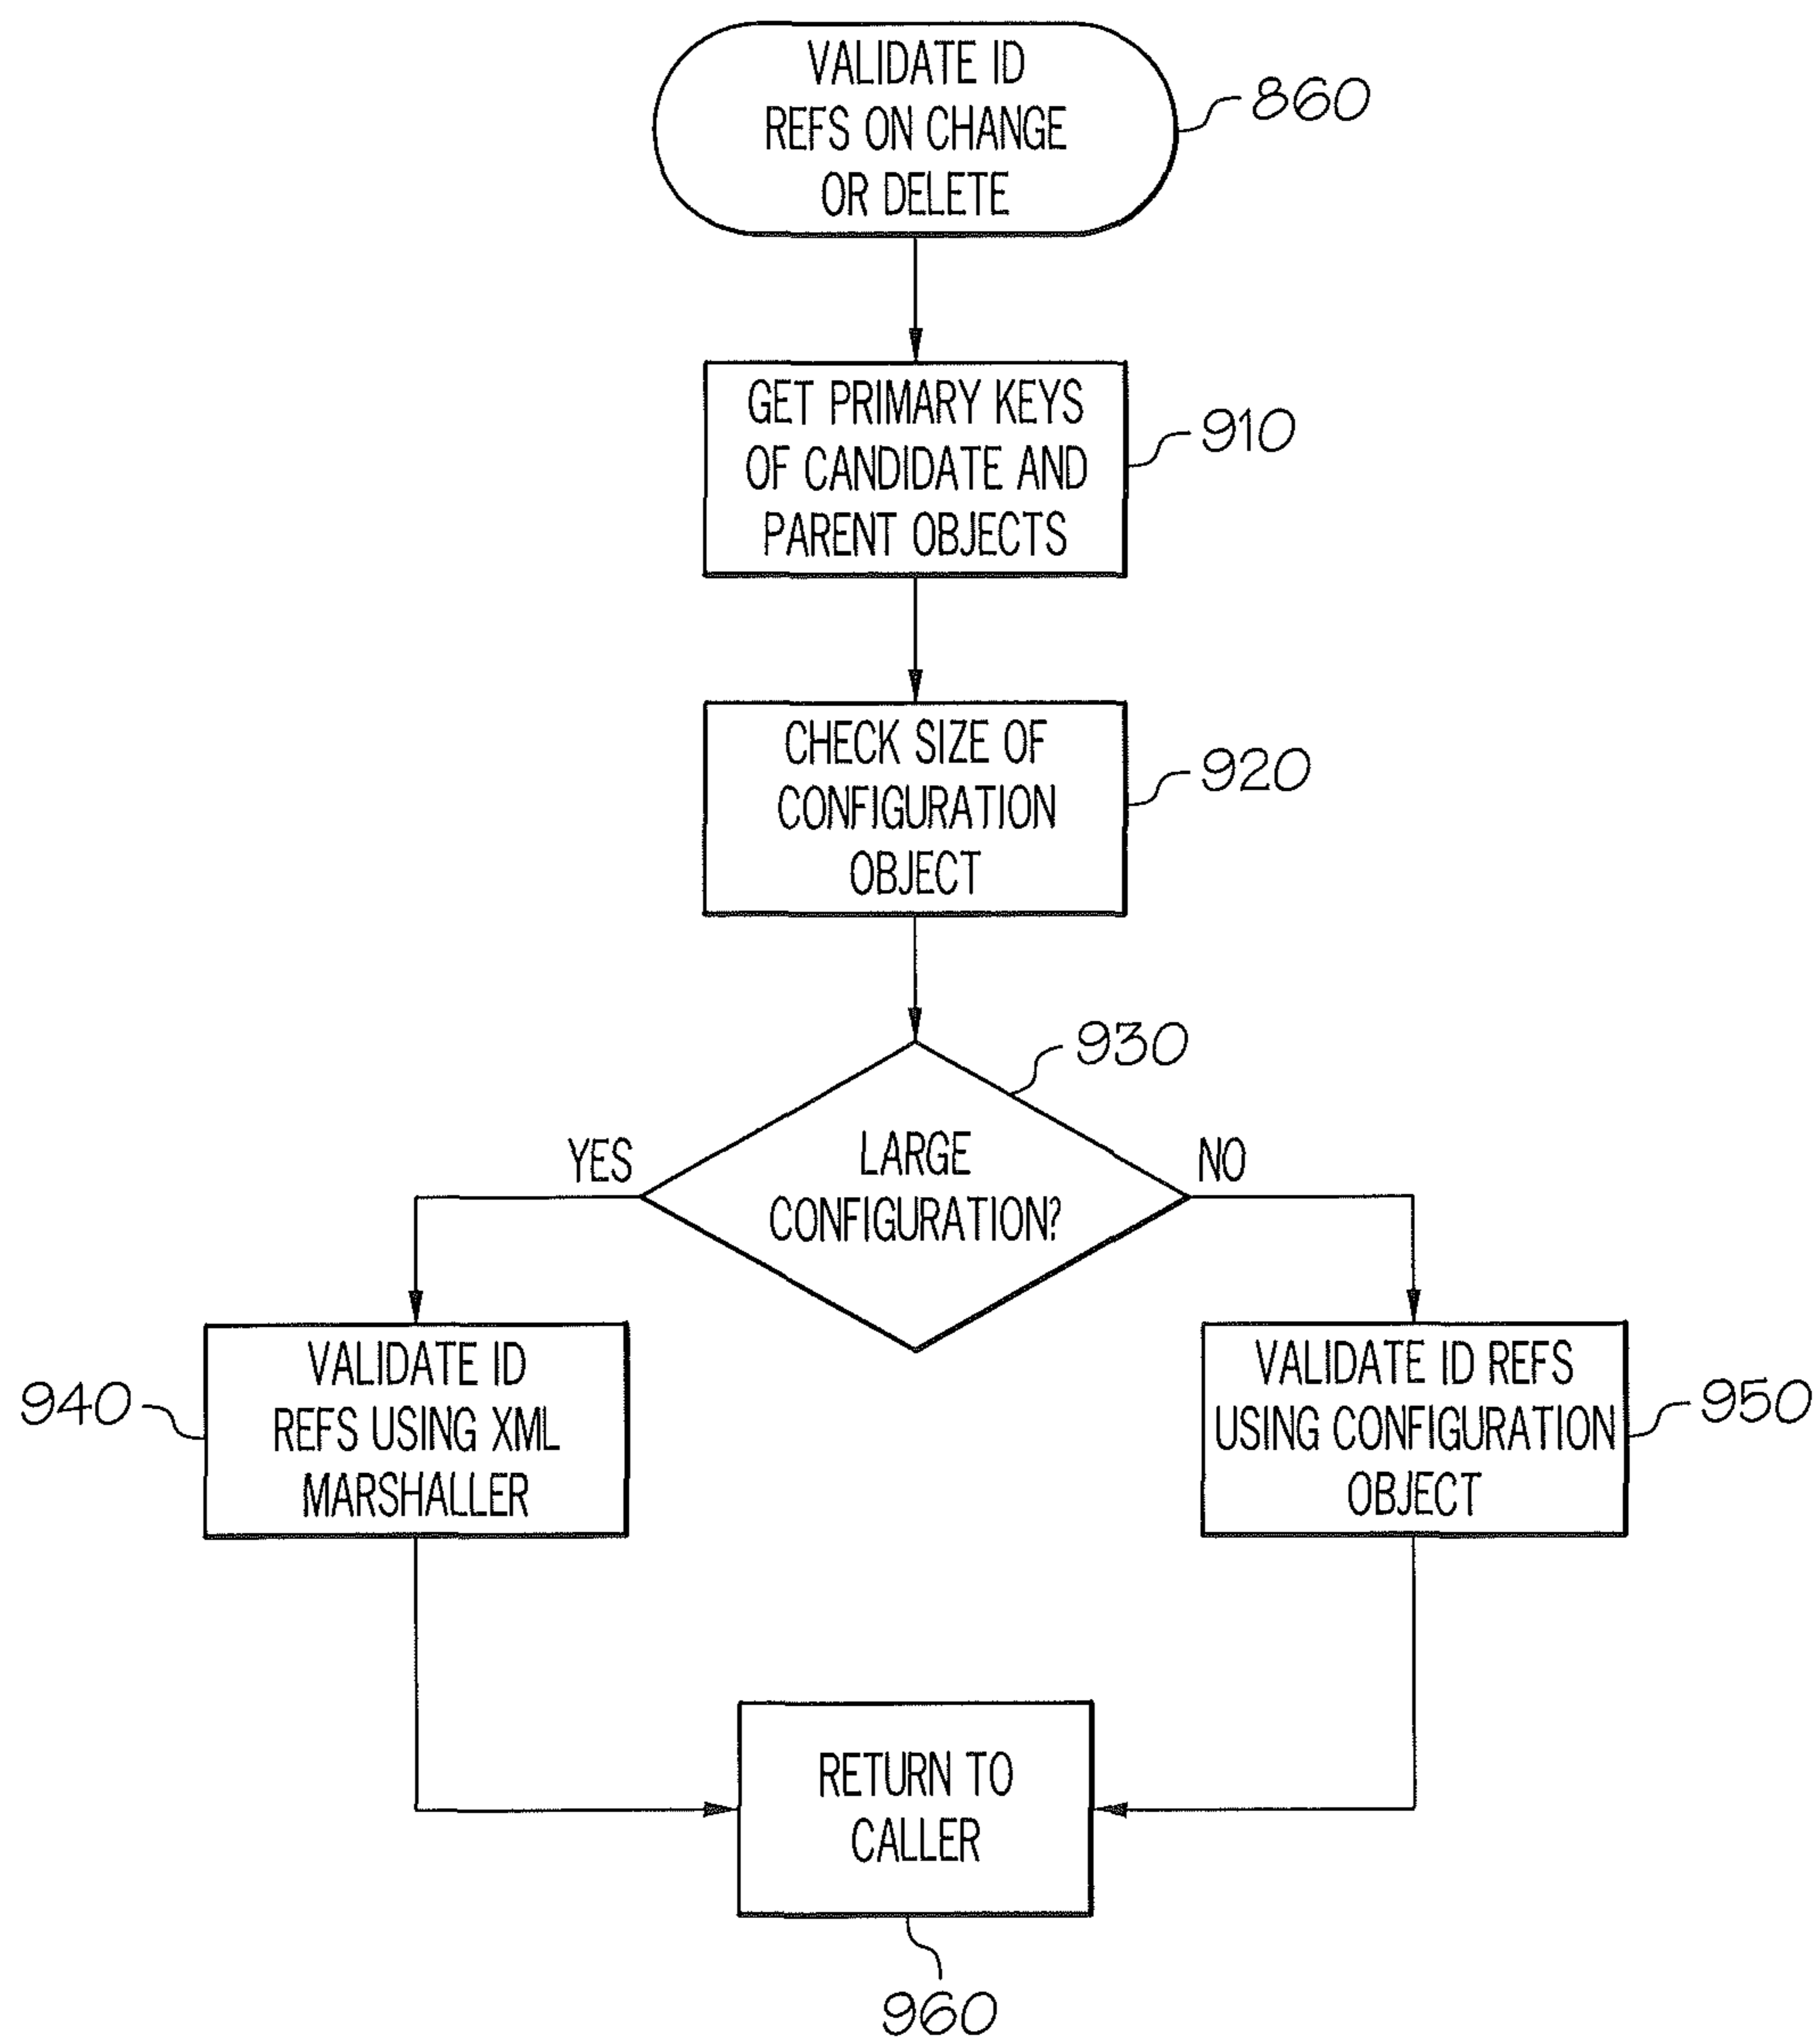 VALIDATE ID
REFS ON CHANGE
OR DELETE
860
GET PRIMARY KEYS
OF CANDIDATE AND
PARENT OBJECTS
910
CHECK SIZE OF
CONFIGURATION
OBJECT
920
930
LARGE
CONFIGURATION?
YES
NO
VALIDATE ID
REFS USING XML
MARSHALLER
940
VALIDATE ID REFS
USING CONFIGURATION
OBJECT
950
RETURN TO
CALLER
960